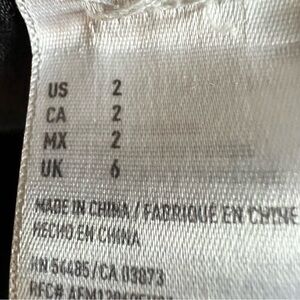 US 2
CA 2
MX 2
UK 6
MADE IN CHINA / FABRIQUÉ EN CHINE
HECHO EN CHINA
RN 54485/CA 03873
RFC#